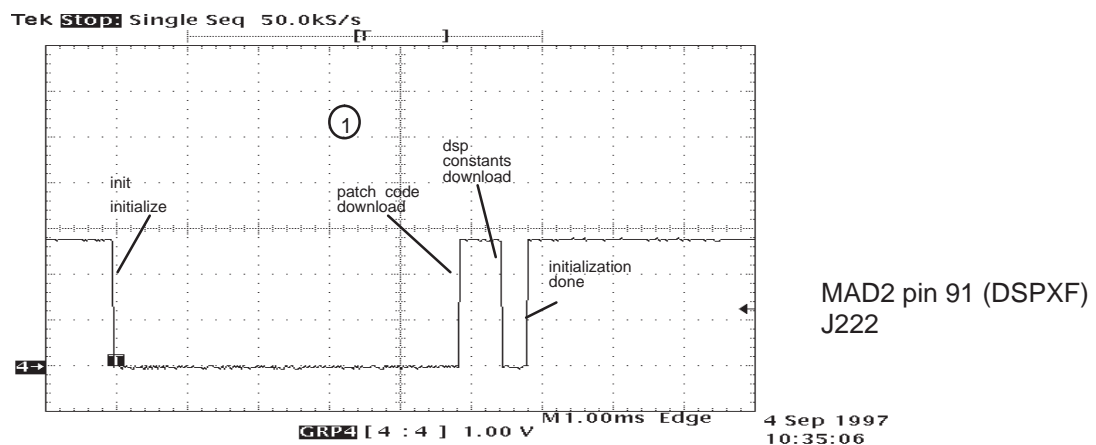 Tek Stop: Single Seq 50.0kS/s
[T ]
1
dsp
constants
download
init
initialize
patch code
download
initialization
done
MAD2 pin 91 (DSPXF)
J222
4→
GRP4 [ 4 : 4 ] 1.00 V
M1.00ms Edge
4 Sep 1997
10:35:06